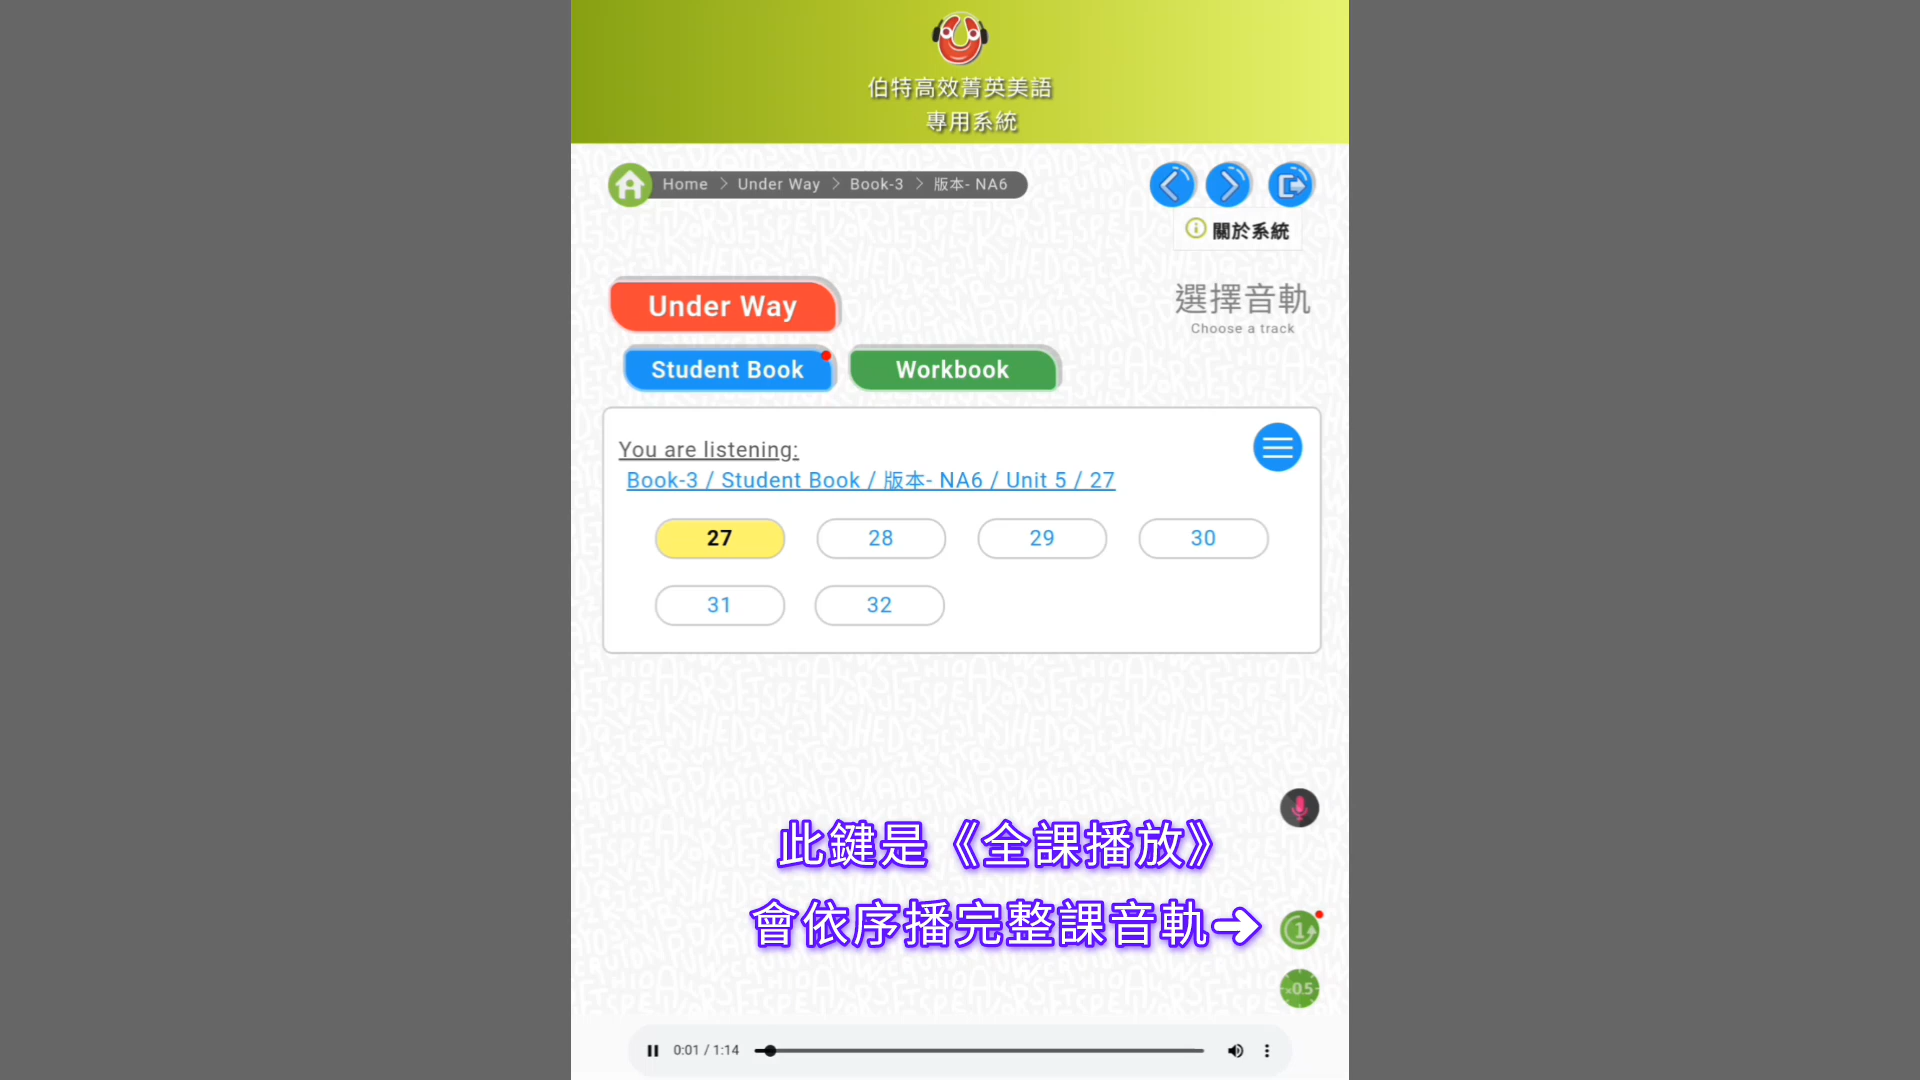 伯特高效菁英美語
專用系統
Home > Under Way > Book-3 > 版本- NA6
關於系統
Under Way
選擇音軌
Choose a track
Student Book
Workbook
You are listening:
Book-3 / Student Book / 版本- NA6 / Unit 5 / 27
27 28 29 30
31 32
此鍵是《全課播放》
會依序播完整課音軌➔
1
×0.5
0:01 / 1:14